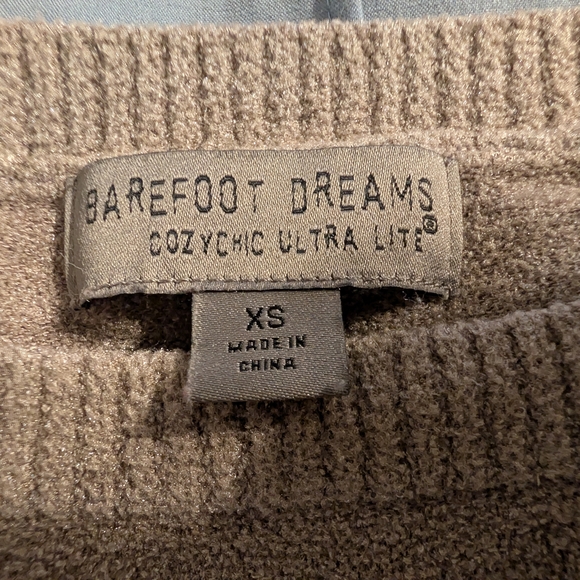 BAREFOOT DREAMS
COZYCHIC ULTRA LITE®
XS
MADE IN
CHINA